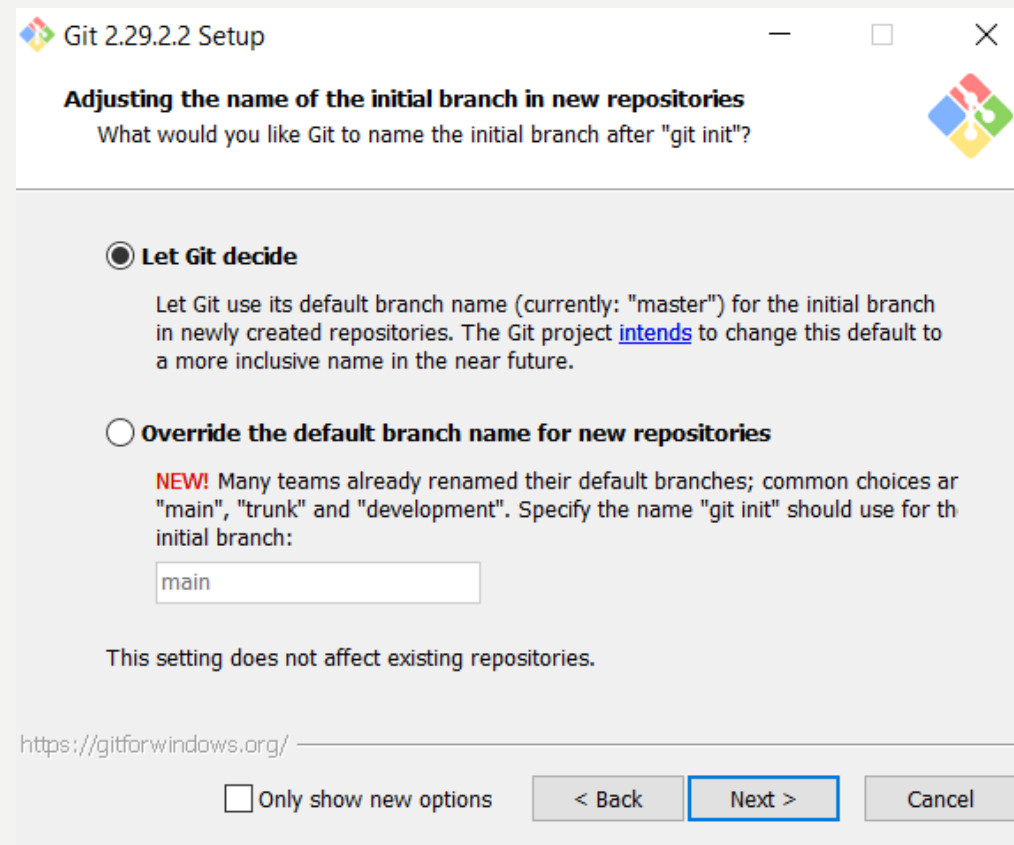 Git 2.29.2.2 Setup
Adjusting the name of the initial branch in new repositories
What would you like Git to name the initial branch after "git init"?
Let Git decide
Let Git use its default branch name (currently: "master") for the initial branch
in newly created repositories. The Git project intends to change this default to
a more inclusive name in the near future.
Override the default branch name for new repositories
NEW! Many teams already renamed their default branches; common choices ar
"main", "trunk" and "development". Specify the name "git init" should use for th
initial branch:
main
This setting does not affect existing repositories.
https://gitforwindows.org/
Only show new options
< Back
Next >
Cancel